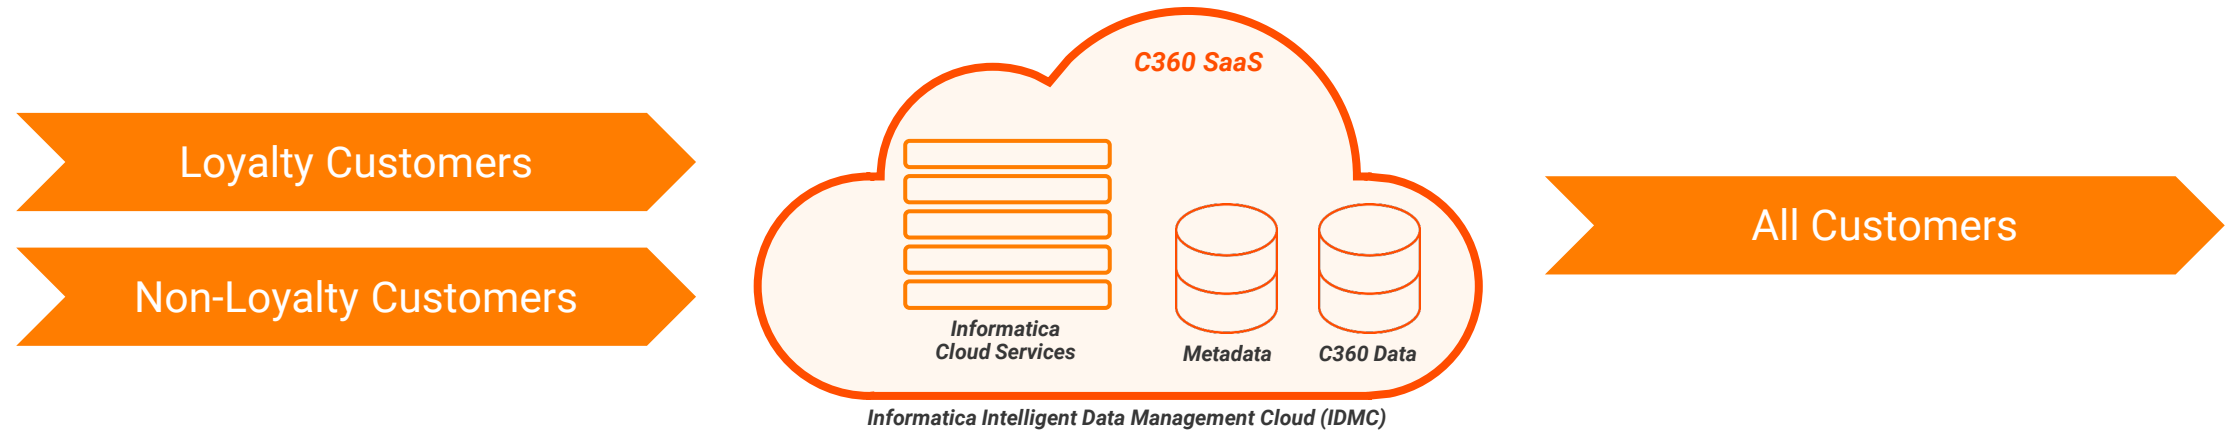 Loyalty Customers
Non-Loyalty Customers
C360 SaaS
Informatica
Cloud Services
Metadata
C360 Data
Informatica Intelligent Data Management Cloud (IDMC)
All Customers